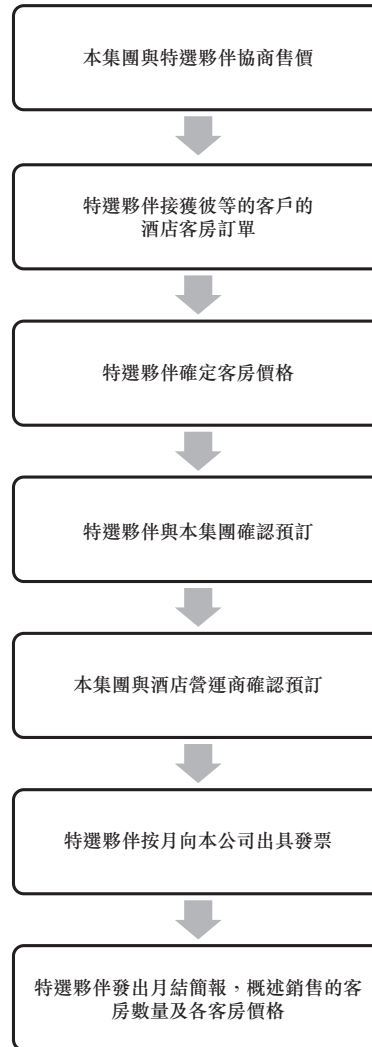 本集團與特選夥伴協商售價
特選夥伴接獲彼等的客戶的
酒店客房訂單
特選夥伴確定客房價格
特選夥伴與本集團確認預訂
本集團與酒店營運商確認預訂
特選夥伴按月向本公司出具發票
特選夥伴發出月結簡報，概述銷售的客
房數量及各客房價格